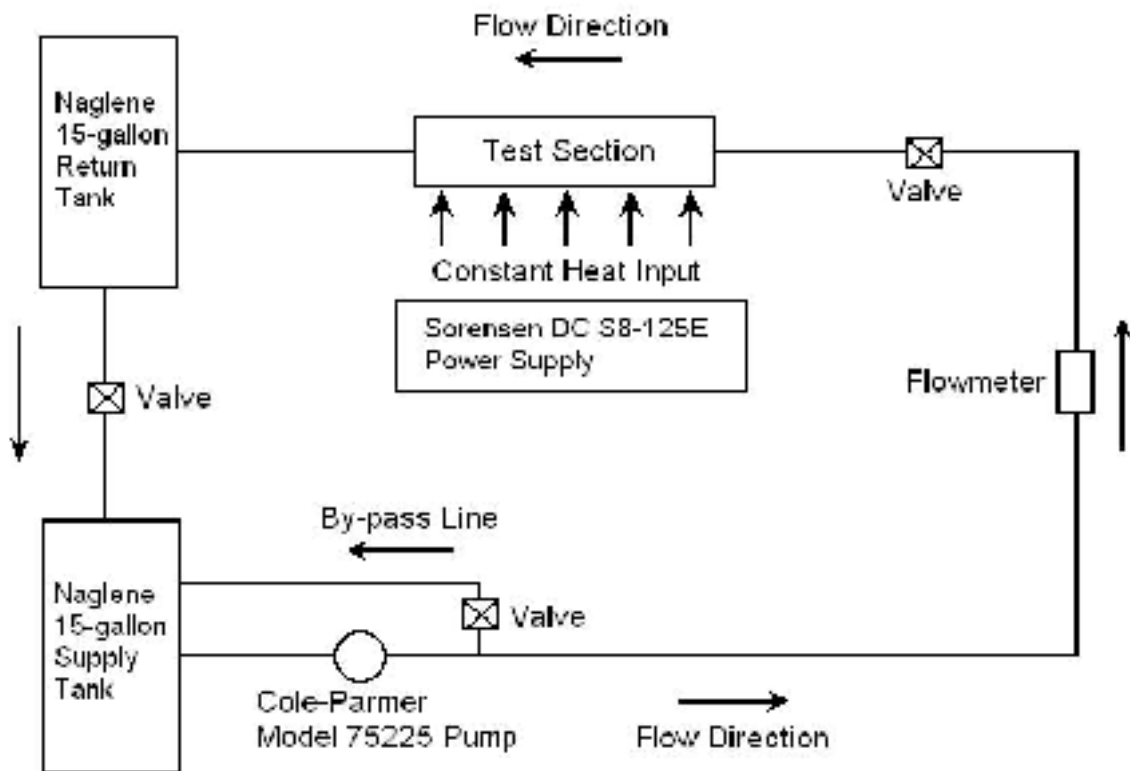 Flow Direction
Naglene
15-gallon
Return
Tank
Test Section
Valve
Constant Heat Input
Sorensen DC S8-125E
Power Supply
Flowmeter
Valve
By-pass Line
Naglene
15-gallon
Supply
Tank
Valve
Cole-Parmer
Model 75225 Pump
Flow Direction